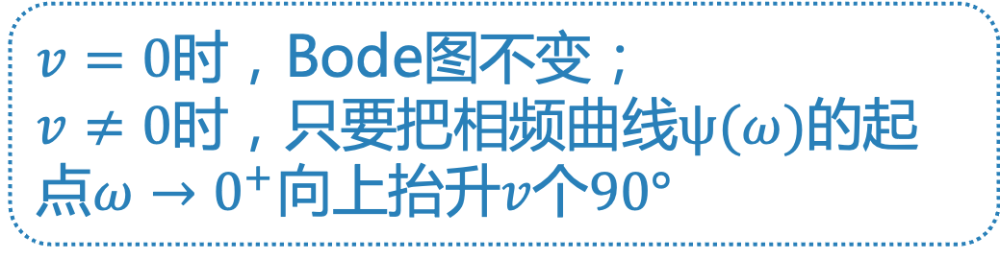 𝑣 = 0时，Bode图不变；
𝑣 ≠ 0时，只要把相频曲线ψ(𝜔)的起
点𝜔 → 0⁺向上抬升𝑣个90°